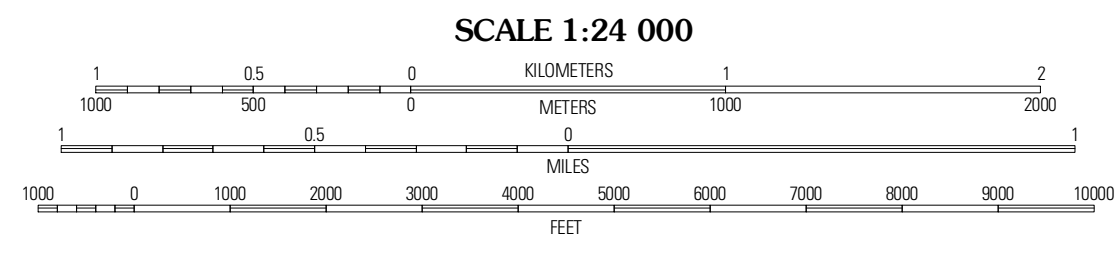 SCALE 1:24 000
1 0.5 0 KILOMETERS 1 2
1000 500 0 METERS 1000 2000
1 0.5 0 1
MILES
1000 0 1000 2000 3000 4000 5000 6000 7000 8000 9000 10000
FEET